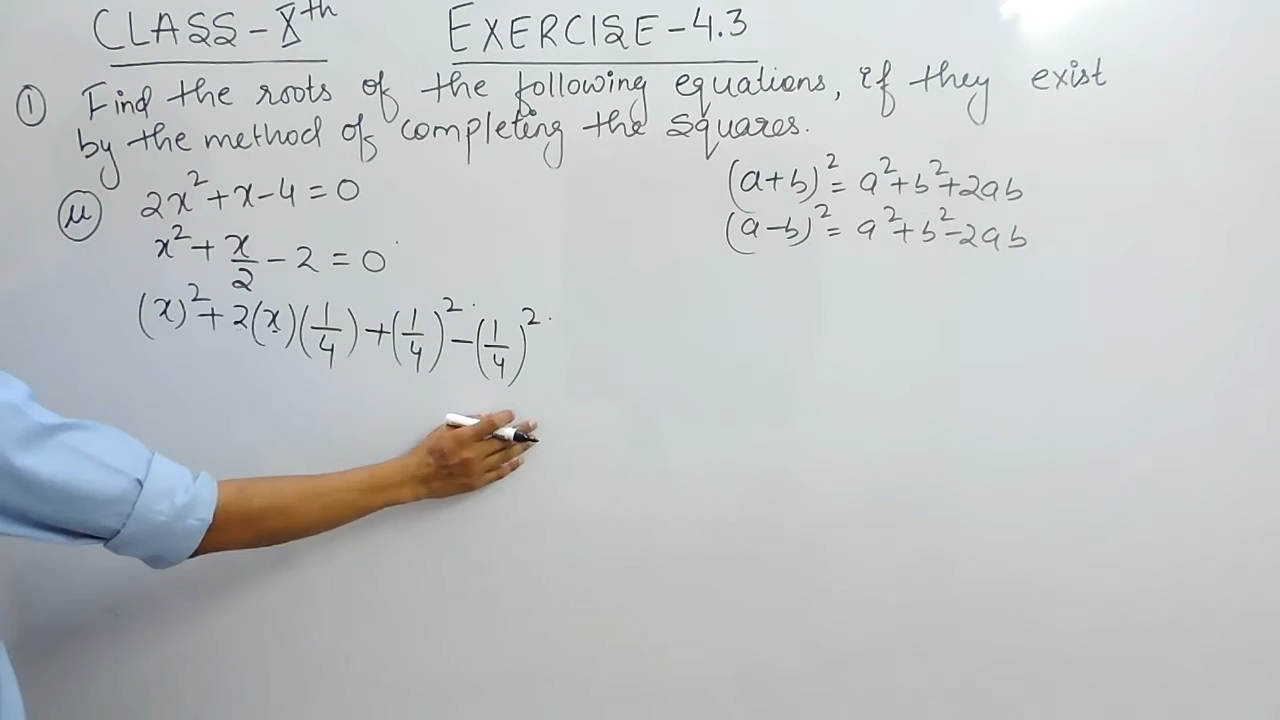 CLASS-Xth EXERCISE-4.3
① Find the roots of the following equations, if they exist
by the method of completing the squares.
(a+b)² = a²+b²+2ab
(ii) 2x²+x-4=0
(a-b)² = a²+b²-2ab
x²+x/2-2=0
(x)²+2(x)(1/4)+(1/4)²-(1/4)²